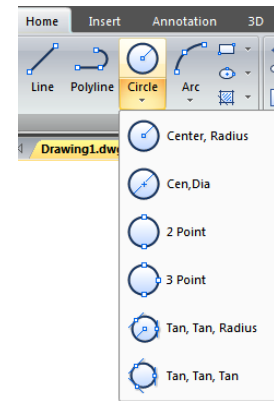 Home Insert Annotation 3D
Line Polyline Circle Arc
Drawing1.dwg
Center, Radius
Cen,Dia
2 Point
3 Point
Tan, Tan, Radius
Tan, Tan, Tan